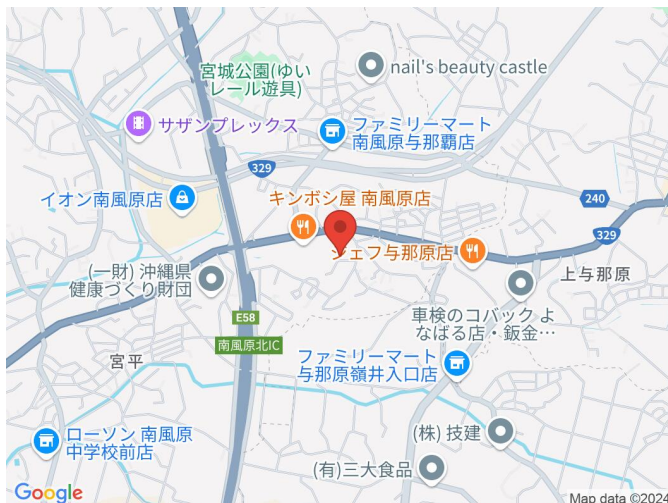 宮城公園(ゆい
レール遊具)
nail's beauty castle
サザンプレックス
ファミリーマート
南風原与那覇店
329
イオン南風原店
キンボシ屋 南風原店
240
329
ジェフ与那原店
(一財) 沖縄県
健康づくり財団
上与那原
E58
車検のコバック よ
なばる店・鈑金…
南風原北IC
宮平
ファミリーマート
与那原嶺井入口店
ローソン 南風原
中学校前店
(株) 技建
(有)三大食品
Google
Map data ©2024